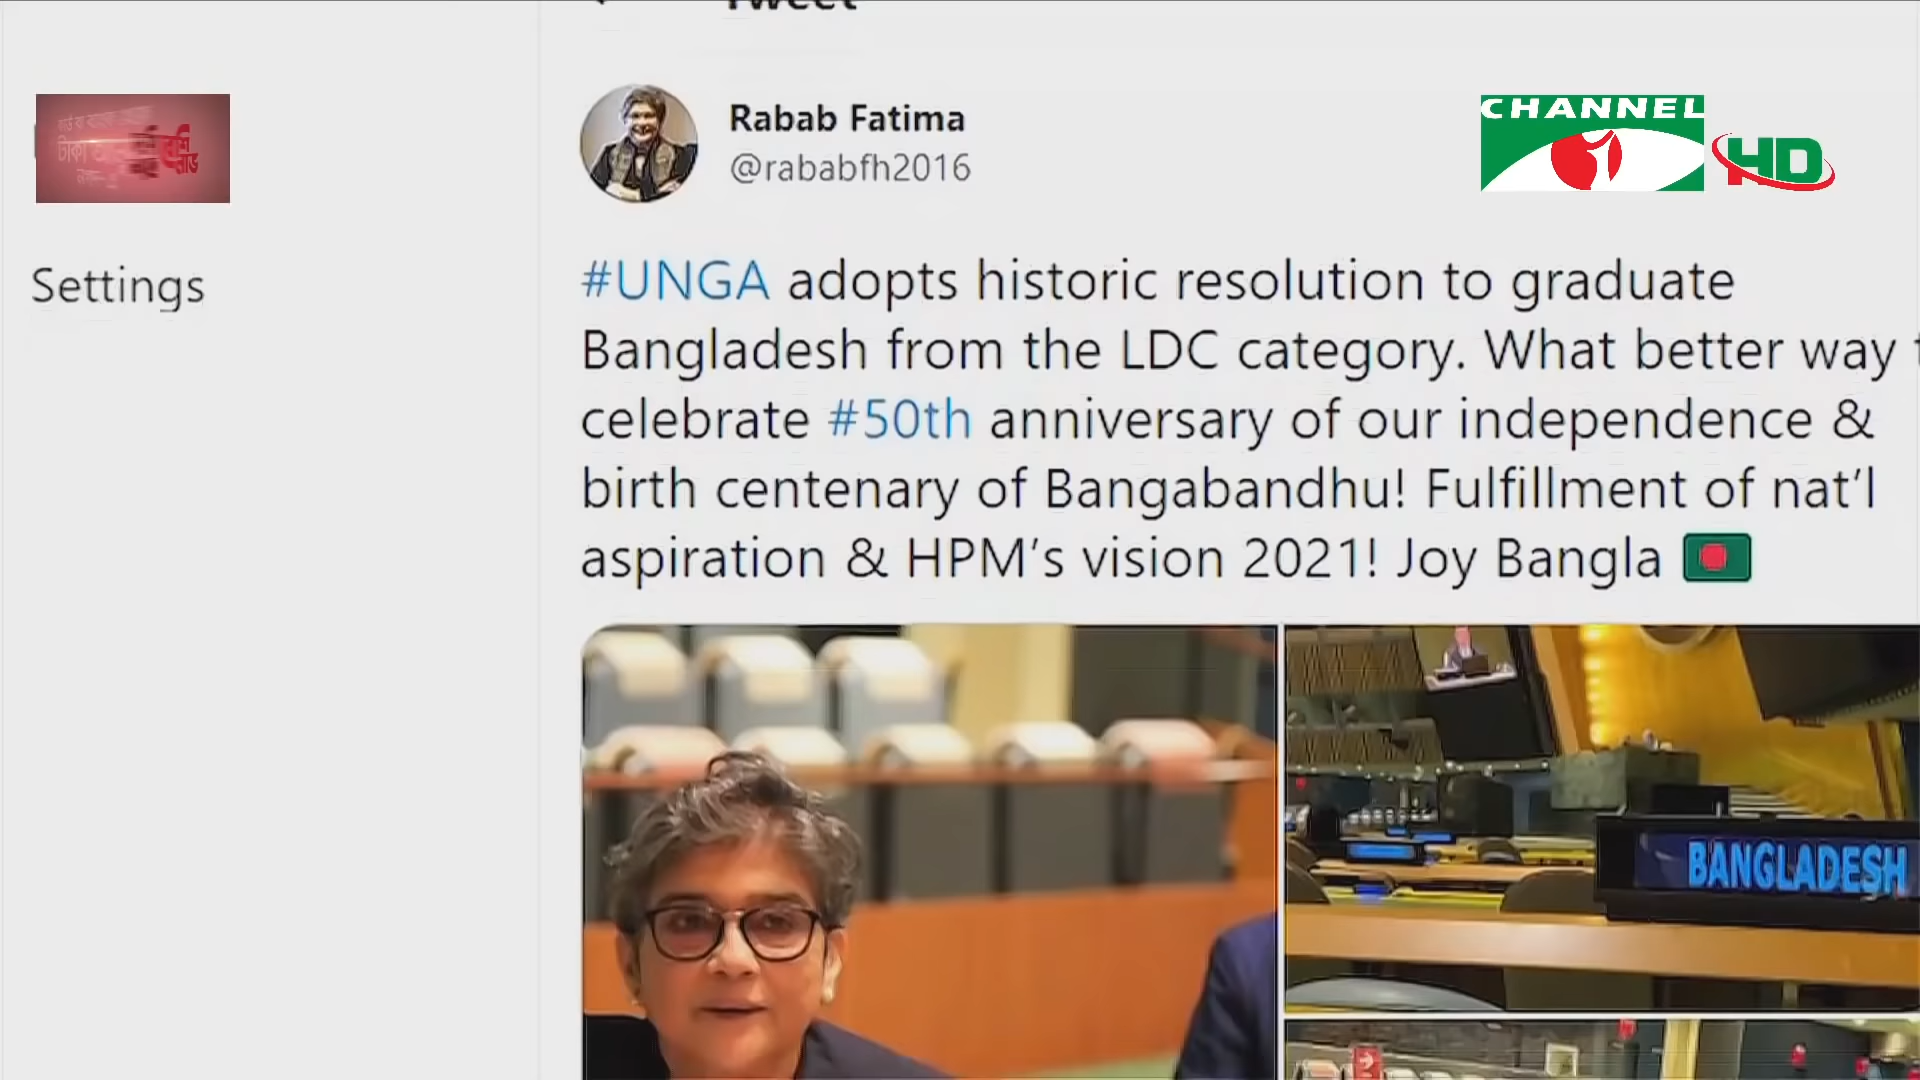 Tweet
Rabab Fatima
@rababfh2016
CHANNEL
HD
Settings
#UNGA adopts historic resolution to graduate
Bangladesh from the LDC category. What better way
celebrate #50th anniversary of our independence &
birth centenary of Bangabandhu! Fulfillment of nat’l
aspiration & HPM’s vision 2021! Joy Bangla
BANGLADESH